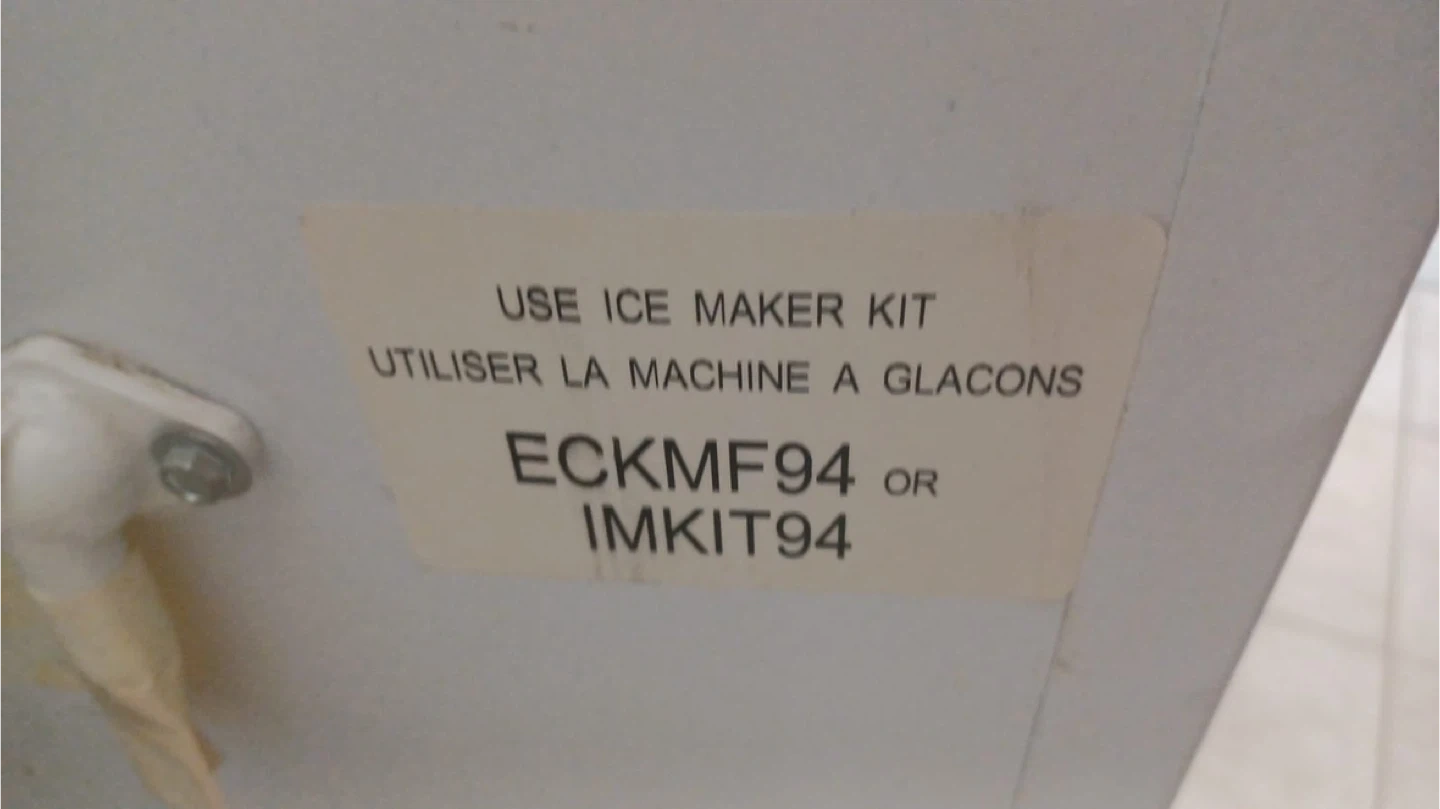 USE ICE MAKER KIT
UTILISER LA MACHINE A GLACONS
ECKMF94 OR
IMKIT94